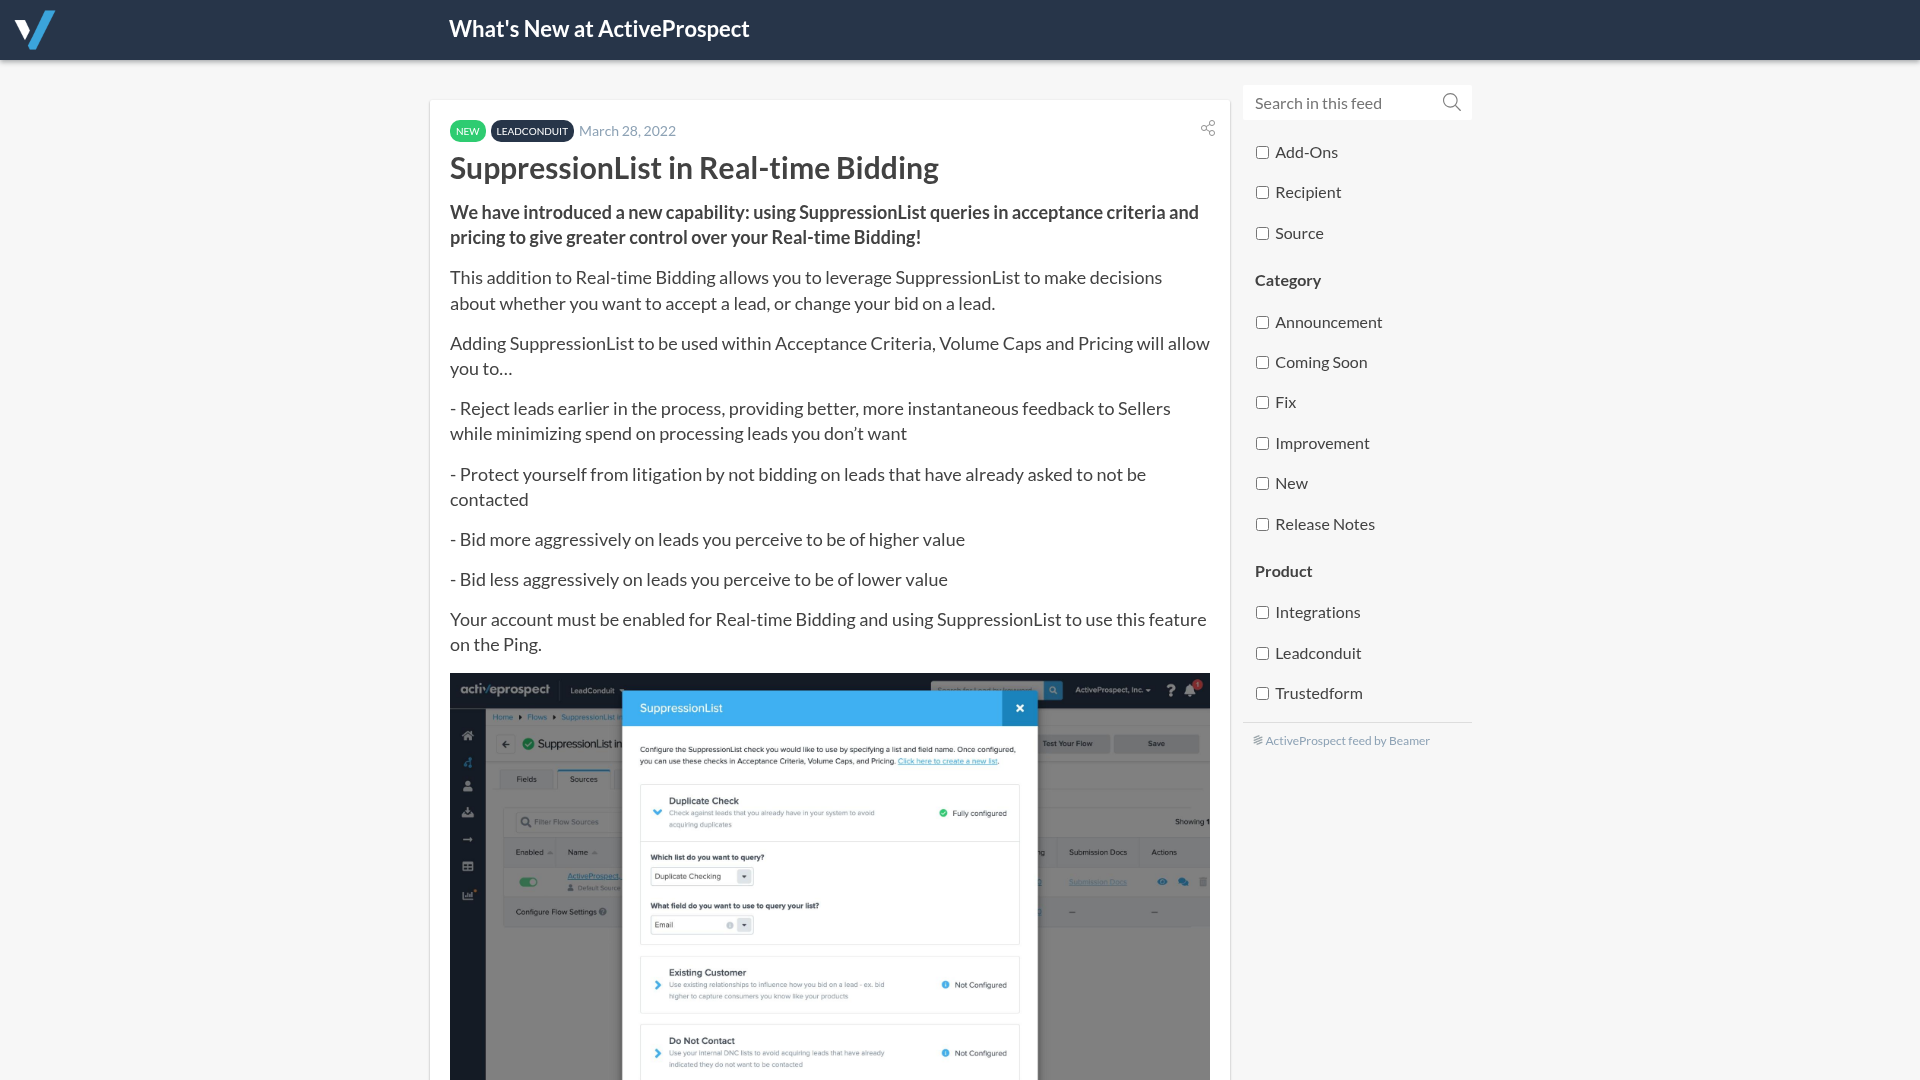 What's New at ActiveProspect
NEW LEADCONDUIT March 28, 2022
SuppressionList in Real-time Bidding
We have introduced a new capability: using SuppressionList queries in acceptance criteria and
pricing to give greater control over your Real-time Bidding!
This addition to Real-time Bidding allows you to leverage SuppressionList to make decisions
about whether you want to accept a lead, or change your bid on a lead.
Adding SuppressionList to be used within Acceptance Criteria, Volume Caps and Pricing will allow
you to…
- Reject leads earlier in the process, providing better, more instantaneous feedback to Sellers
while minimizing spend on processing leads you don’t want
- Protect yourself from litigation by not bidding on leads that have already asked to not be
contacted
- Bid more aggressively on leads you perceive to be of higher value
- Bid less aggressively on leads you perceive to be of lower value
Your account must be enabled for Real-time Bidding and using SuppressionList to use this feature
on the Ping.
activeprospect LeadConduit ActiveProspect, Inc.
Home Flows SuppressionList in
SuppressionList in
Test Your Flow Save
Fields Sources
Filter Flow Sources
Showing 1
Enabled Name Submission Docs Actions
ActiveProspect, Submission Docs
Default Source
Configure Flow Settings — —
SuppressionList
Configure the SuppressionList check you would like to use by specifying a list and field name. Once configured,
you can use these checks in Acceptance Criteria, Volume Caps, and Pricing. Click here to create a new list.
Duplicate Check
Check against leads that you already have in your system to avoid
acquiring duplicates
Fully configured
Which list do you want to query?
Duplicate Checking
What field do you want to use to query your list?
Email
Existing Customer
Use existing relationships to influence how you bid on a lead - ex. bid
higher to capture consumers you know like your products
Not Configured
Do Not Contact
Use your internal DNC lists to avoid acquiring leads that have already
indicated they do not want to be contacted
Not Configured
Search in this feed
Add-Ons
Recipient
Source
Category
Announcement
Coming Soon
Fix
Improvement
New
Release Notes
Product
Integrations
Leadconduit
Trustedform
ActiveProspect feed by Beamer